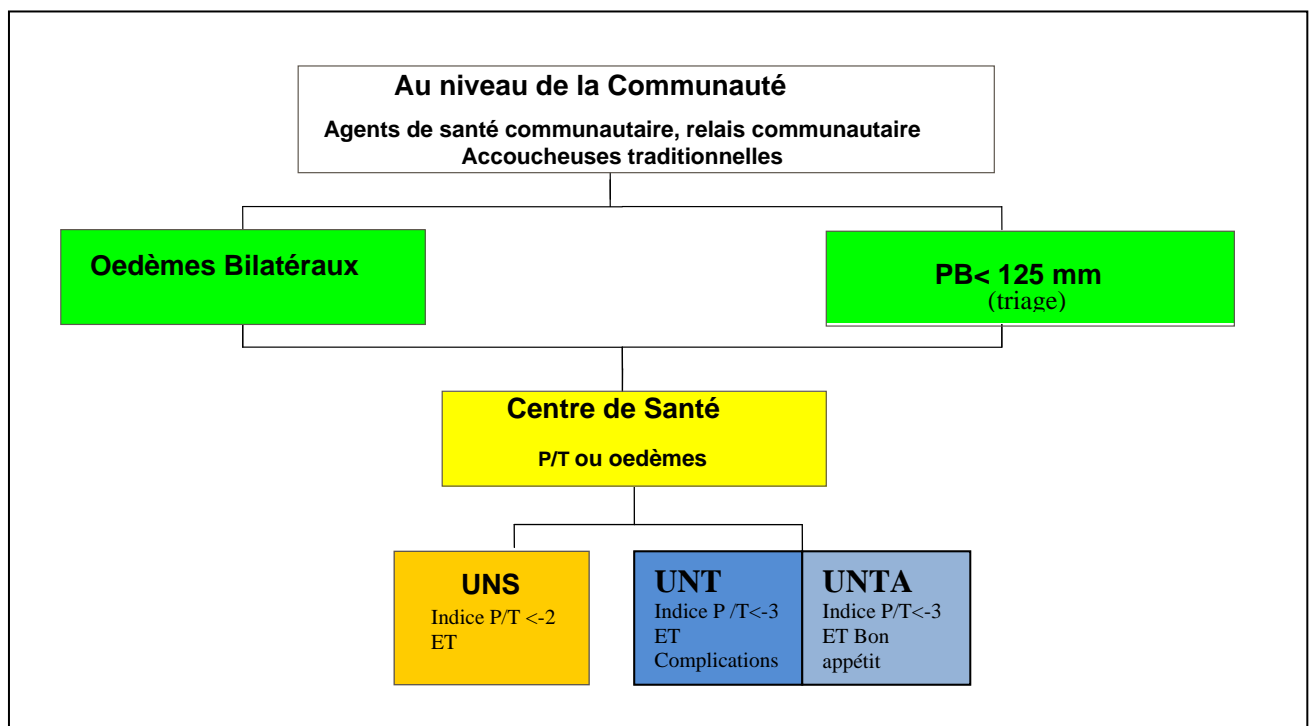 Au niveau de la Communauté
Agents de santé communautaire, relais communautaire
Accoucheuses traditionnelles
Oedèmes Bilatéraux
PB< 125 mm
(triage)
Centre de Santé
P/T ou oedèmes
UNS
Indice P/T <-2
ET
UNT
Indice P /T<-3
ET
Complications
UNTA
Indice P/T<-3
ET Bon
appétit